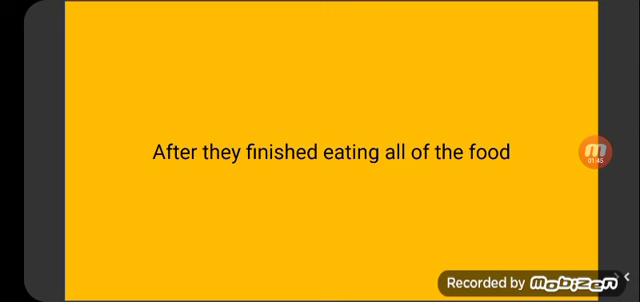 After they finished eating all of the food
01:45
Recorded by Mobizen